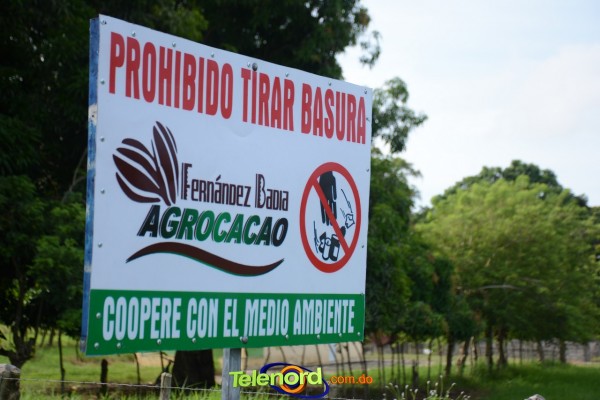 PROHIBIDO TIRAR BASURA
FERNÁNDEZ BADIA
AGROCACAO
COOPERE CON EL MEDIO AMBIENTE
TELENORD.com.do